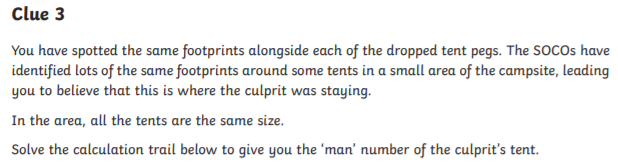 Clue 3
You have spotted the same footprints alongside each of the dropped tent pegs. The SOCOs have
identified lots of the same footprints around some tents in a small area of the campsite, leading
you to believe that this is where the culprit was staying.
In the area, all the tents are the same size.
Solve the calculation trail below to give you the ‘man’ number of the culprit’s tent.